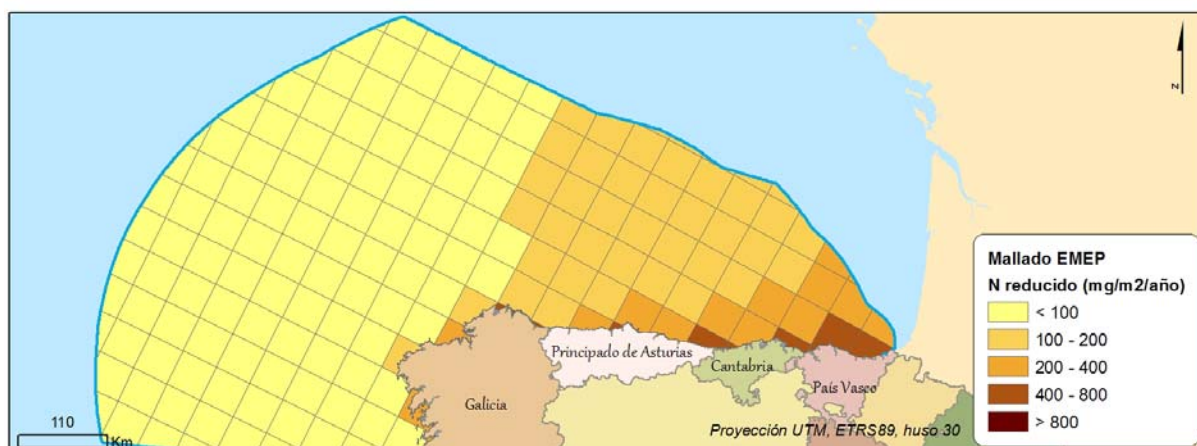 z
Mallado EMEP
N reducido (mg/m2/año)
< 100
100 - 200
200 - 400
400 - 800
> 800
Principado de Asturias
Cantabria
País Vasco
Galicia
110
Km
Proyección UTM, ETRS89, huso 30